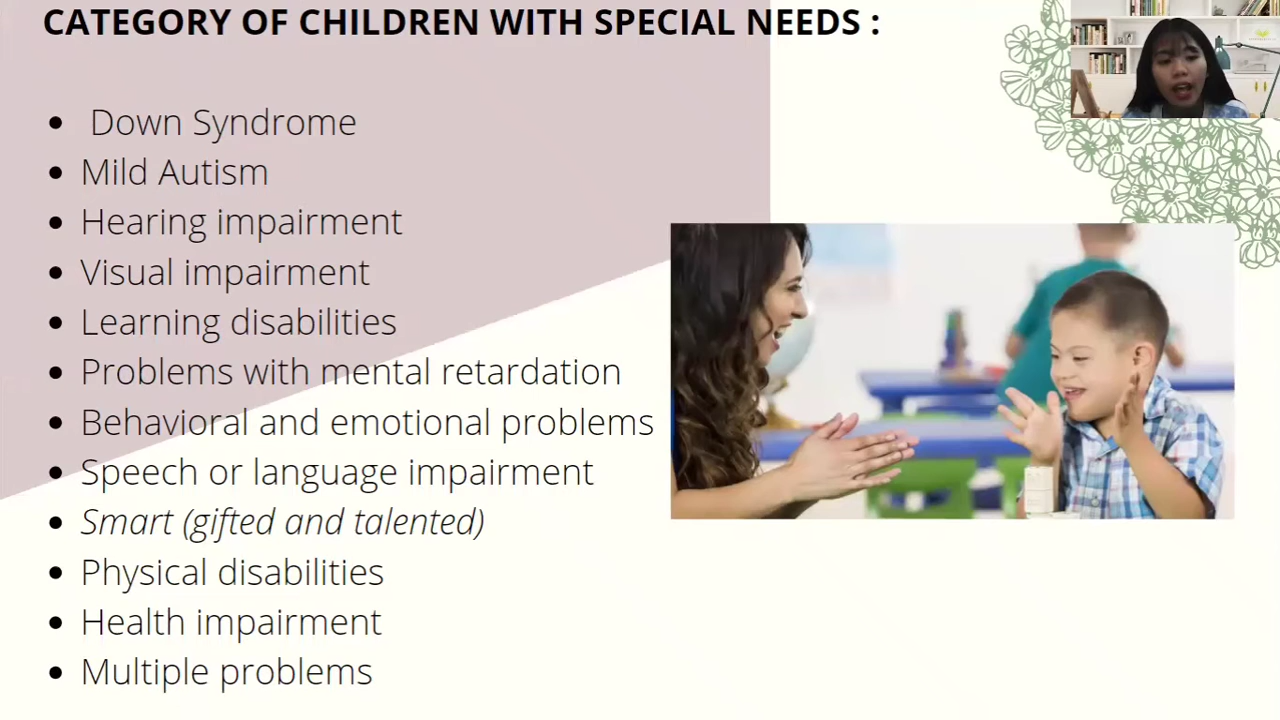 CATEGORY OF CHILDREN WITH SPECIAL NEEDS :
• Down Syndrome
• Mild Autism
• Hearing impairment
• Visual impairment
• Learning disabilities
• Problems with mental retardation
• Behavioral and emotional problems
• Speech or language impairment
• Smart (gifted and talented)
• Physical disabilities
• Health impairment
• Multiple problems